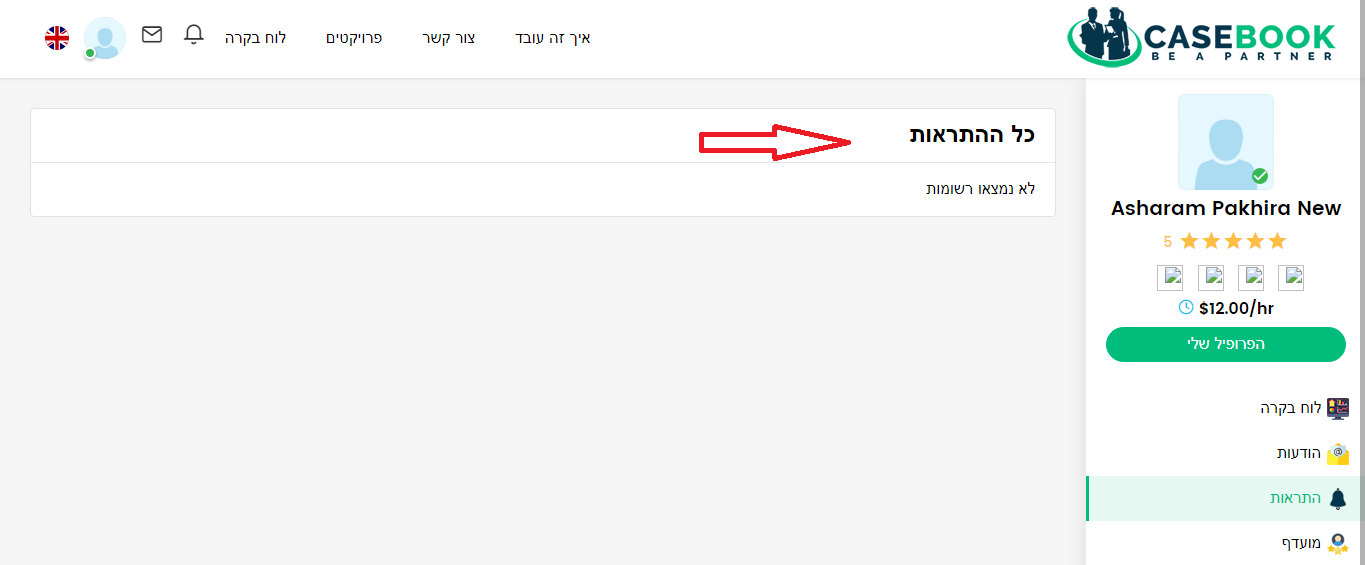 CASEBOOK
BE A PARTNER
איך זה עובד
צור קשר
פרויקטים
לוח בקרה
כל ההתראות
לא נמצאו רשומות
Asharam Pakhira New
5
$12.00/hr
הפרופיל שלי
לוח בקרה
הודעות
התראות
מועדף